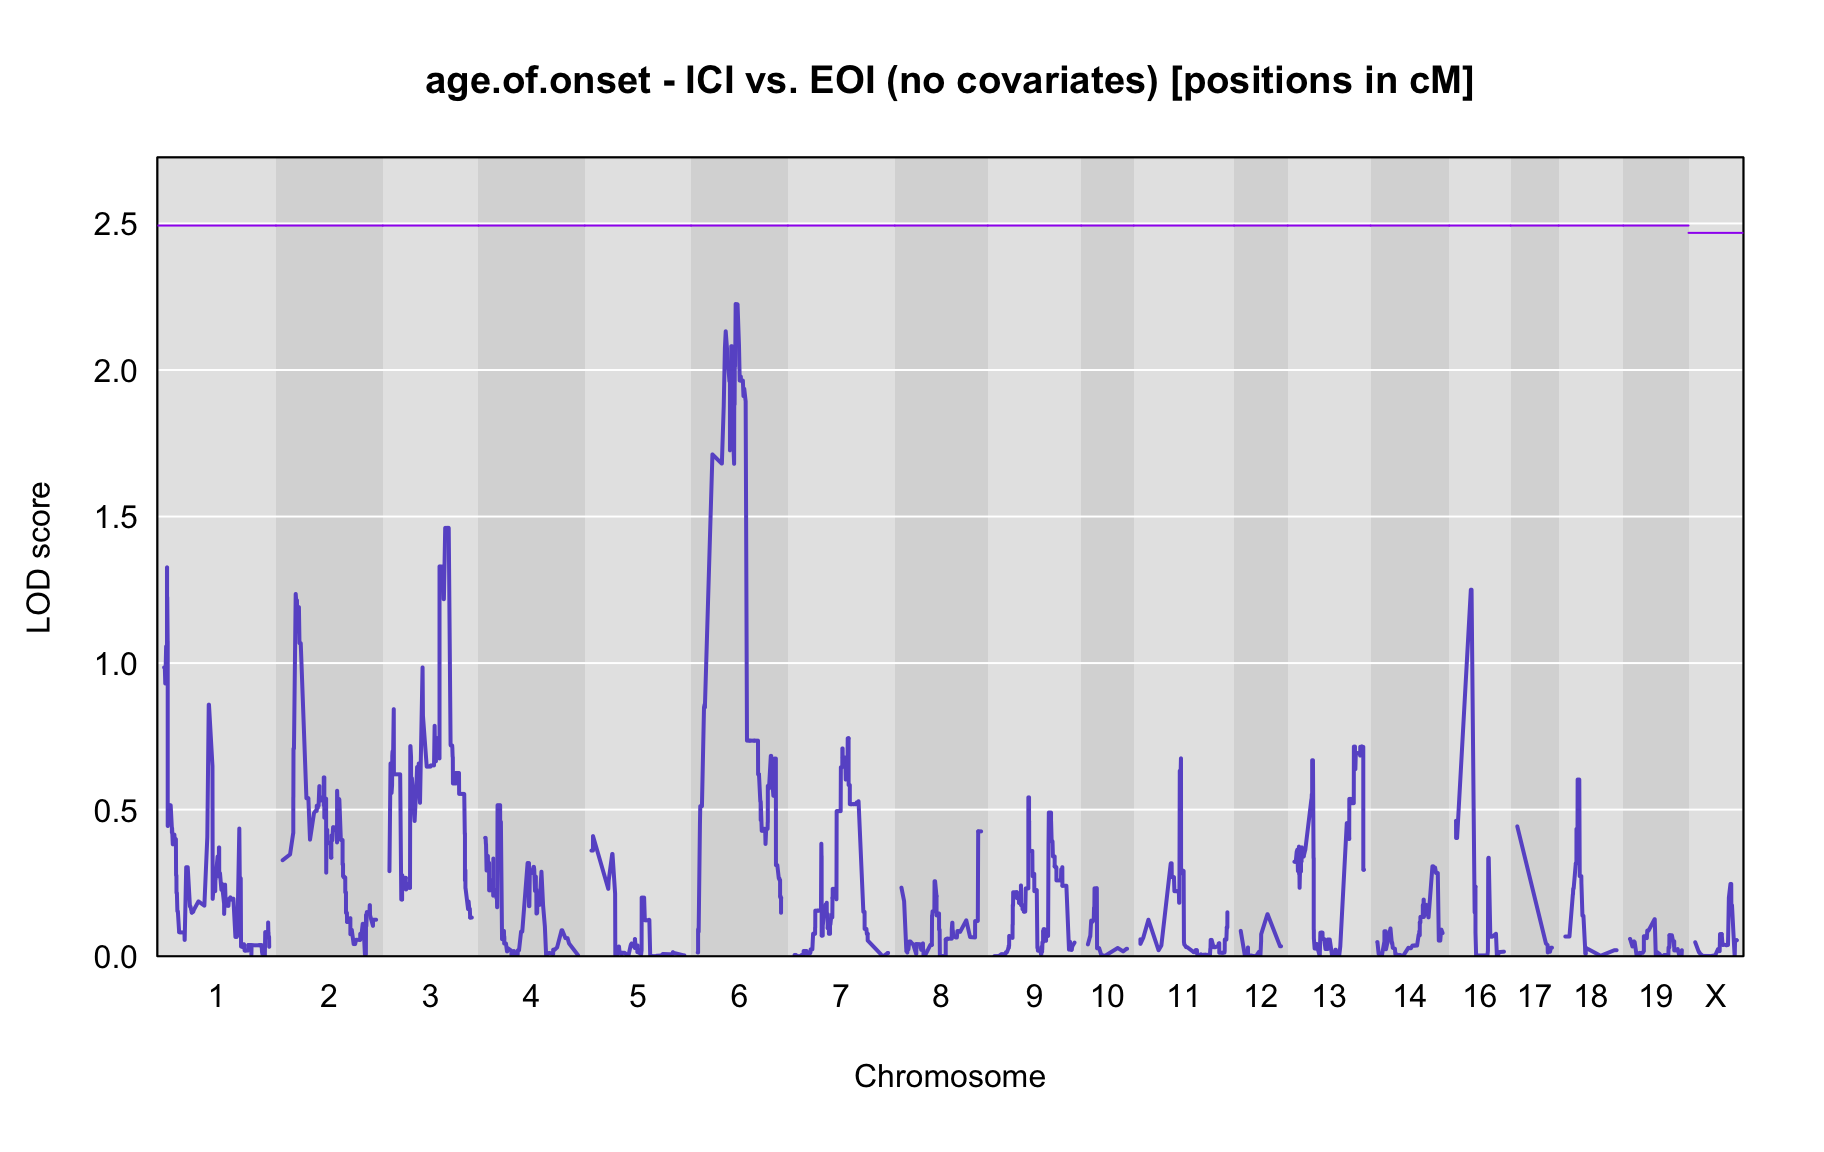 age.of.onset - ICI vs. EOI (no covariates) [positions in cM]
2.5
2.0
1.5
1.0
0.5
0.0
LOD score
1 2 3 4 5 6 7 8 9 10 11 12 13 14 16 17 18 19 X
Chromosome